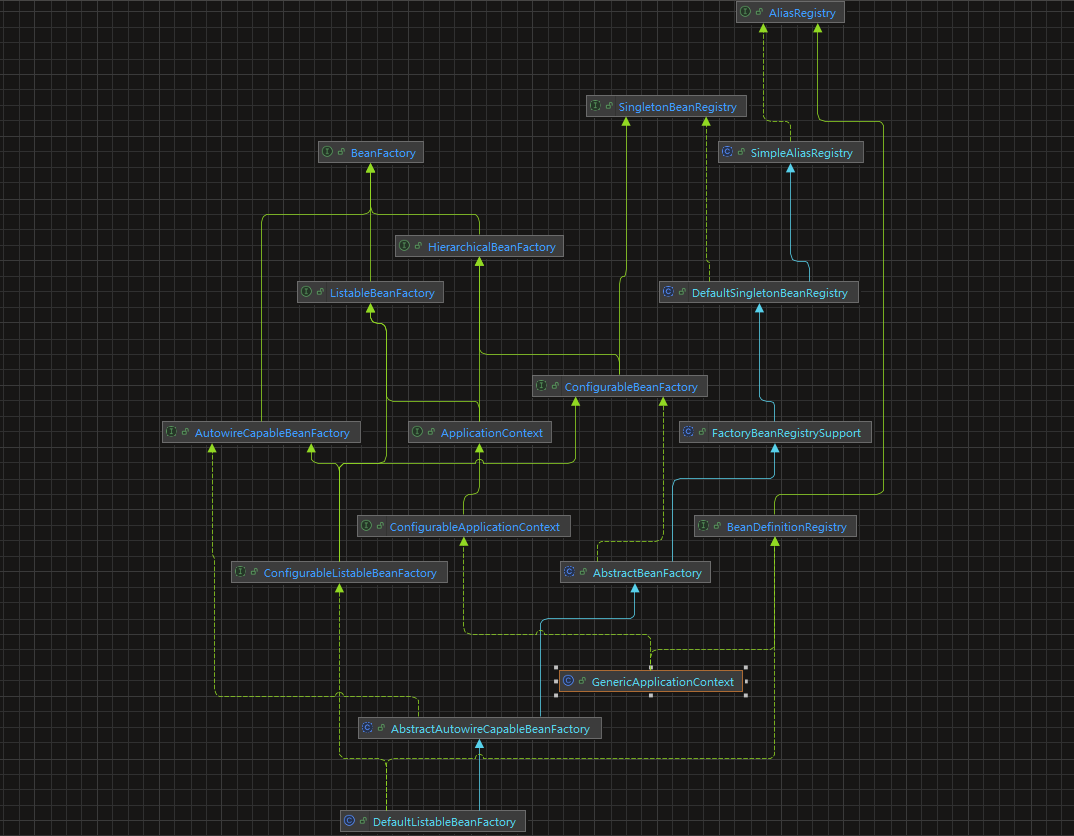 AliasRegistry
SingletonBeanRegistry
BeanFactory
SimpleAliasRegistry
HierarchicalBeanFactory
ListableBeanFactory
DefaultSingletonBeanRegistry
ConfigurableBeanFactory
AutowireCapableBeanFactory
ApplicationContext
FactoryBeanRegistrySupport
ConfigurableApplicationContext
BeanDefinitionRegistry
ConfigurableListableBeanFactory
AbstractBeanFactory
GenericApplicationContext
AbstractAutowireCapableBeanFactory
DefaultListableBeanFactory